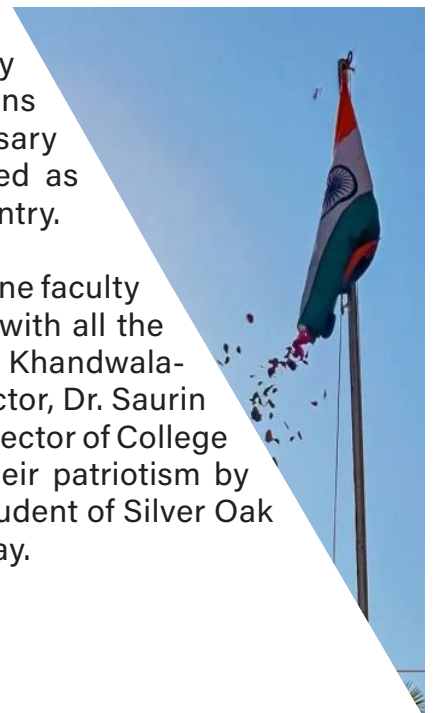 y
ns
sary
ed as
ntry.
ne faculty
with all the
Khandwala-
ctor, Dr. Saurin
rector of College
eir patriotism by
udent of Silver Oak
ay.